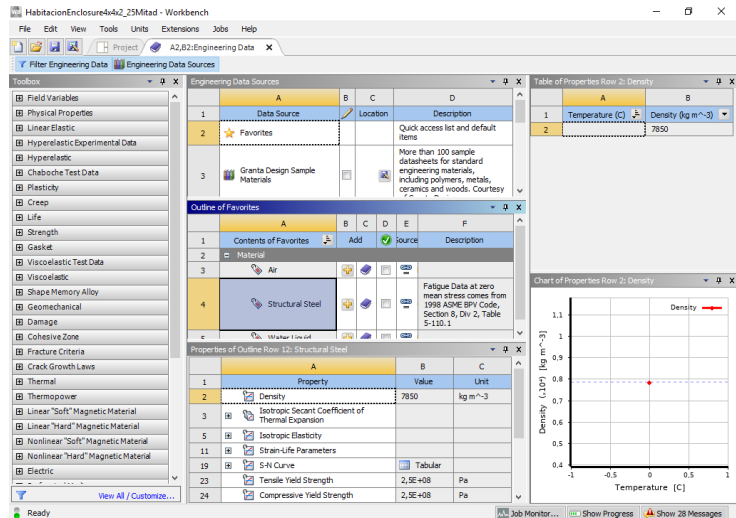 HabitacionEnclosure4x4x2_25Mitad - Workbench
File Edit View Tools Units Extensions Jobs Help
Project A2,B2:Engineering Data
Filter Engineering Data Engineering Data Sources
Toolbox
Field Variables
Physical Properties
Linear Elastic
Hyperelastic Experimental Data
Hyperelastic
Chaboche Test Data
Plasticity
Creep
Life
Strength
Gasket
Viscoelastic Test Data
Viscoelastic
Shape Memory Alloy
Geomechanical
Damage
Cohesive Zone
Fracture Criteria
Crack Growth Laws
Thermal
Thermopower
Linear "Soft" Magnetic Material
Linear "Hard" Magnetic Material
Nonlinear "Soft" Magnetic Material
Nonlinear "Hard" Magnetic Material
Electric
View All / Customize...
Engineering Data Sources
A B C D
1 Data Source Location Description
2 Favorites Quick access list and default
items
3 Granta Design Sample
Materials
More than 100 sample
datasheets for standard
engineering materials,
including polymers, metals,
ceramics and woods. Courtesy
Outline of Favorites
A B C D E F
1 Contents of Favorites Add Source Description
2 Material
3 Air
4 Structural Steel
Fatigue Data at zero
mean stress comes from
1998 ASME BPV Code,
Section 8, Div 2, Table
5-110.1
Water Liquid
Properties of Outline Row 12: Structural Steel
A B C
1 Property Value Unit
2 Density 7850 kg m^-3
3 Isotropic Secant Coefficient of
Thermal Expansion
5 Isotropic Elasticity
11 Strain-Life Parameters
19 S-N Curve Tabular
23 Tensile Yield Strength 2,5E+08 Pa
24 Compressive Yield Strength 2,5E+08 Pa
Table of Properties Row 2: Density
A B
1 Temperature (C) Density (kg m^-3)
2 7850
Chart of Properties Row 2: Density
Density
1,1
1
0,9
0,8
0,7
0,6
0,5
0,4
-1 -0,5 0 0,5 1
Density (.10⁴) [kg m^-3]
Temperature [C]
Ready
Job Monitor... Show Progress Show 28 Messages